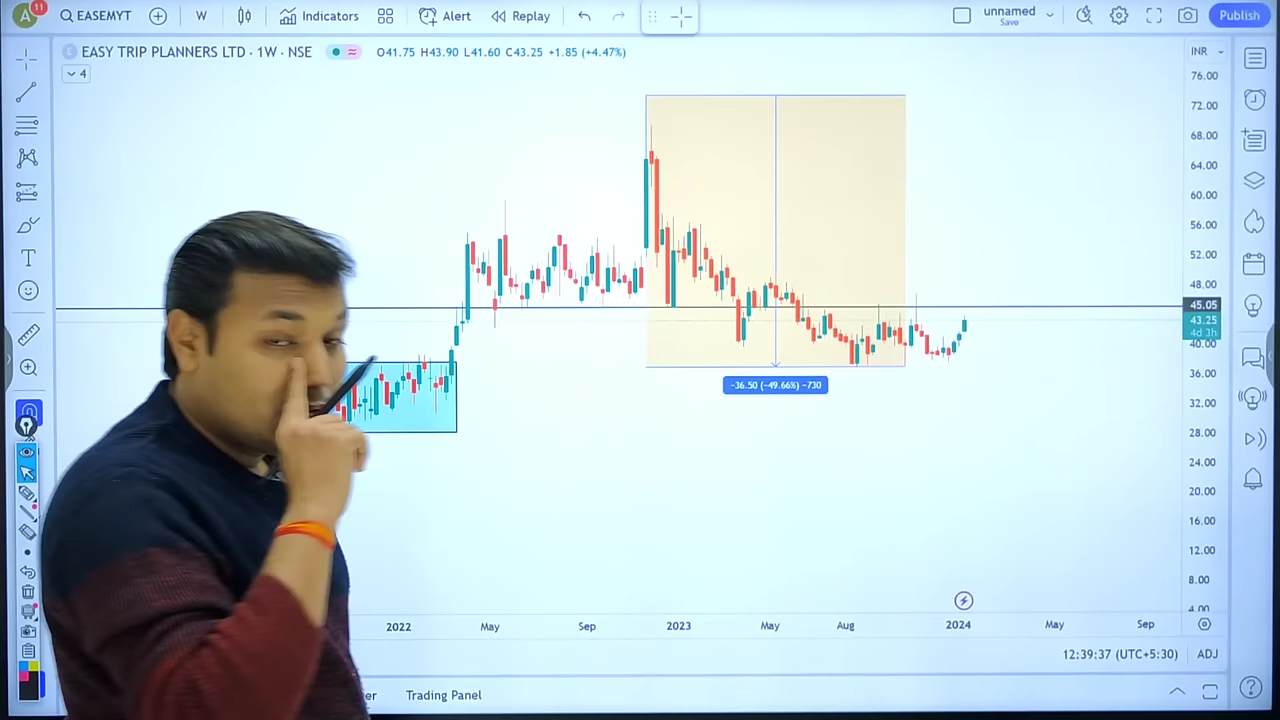 A
11
EASEMYT
W
Indicators
Alert
Replay
unnamed
Save
Publish
E EASY TRIP PLANNERS LTD · 1W · NSE
O41.75 H43.90 L41.60 C43.25 +1.85 (+4.47%)
4
INR
76.00
72.00
68.00
64.00
60.00
56.00
52.00
48.00
45.05
43.25
4d 3h
40.00
36.00
32.00
28.00
24.00
20.00
16.00
12.00
8.00
4.00
-36.50 (-49.66%) -730
2022
May
Sep
2023
May
Aug
2024
May
Sep
12:39:37 (UTC+5:30)
ADJ
er
Trading Panel